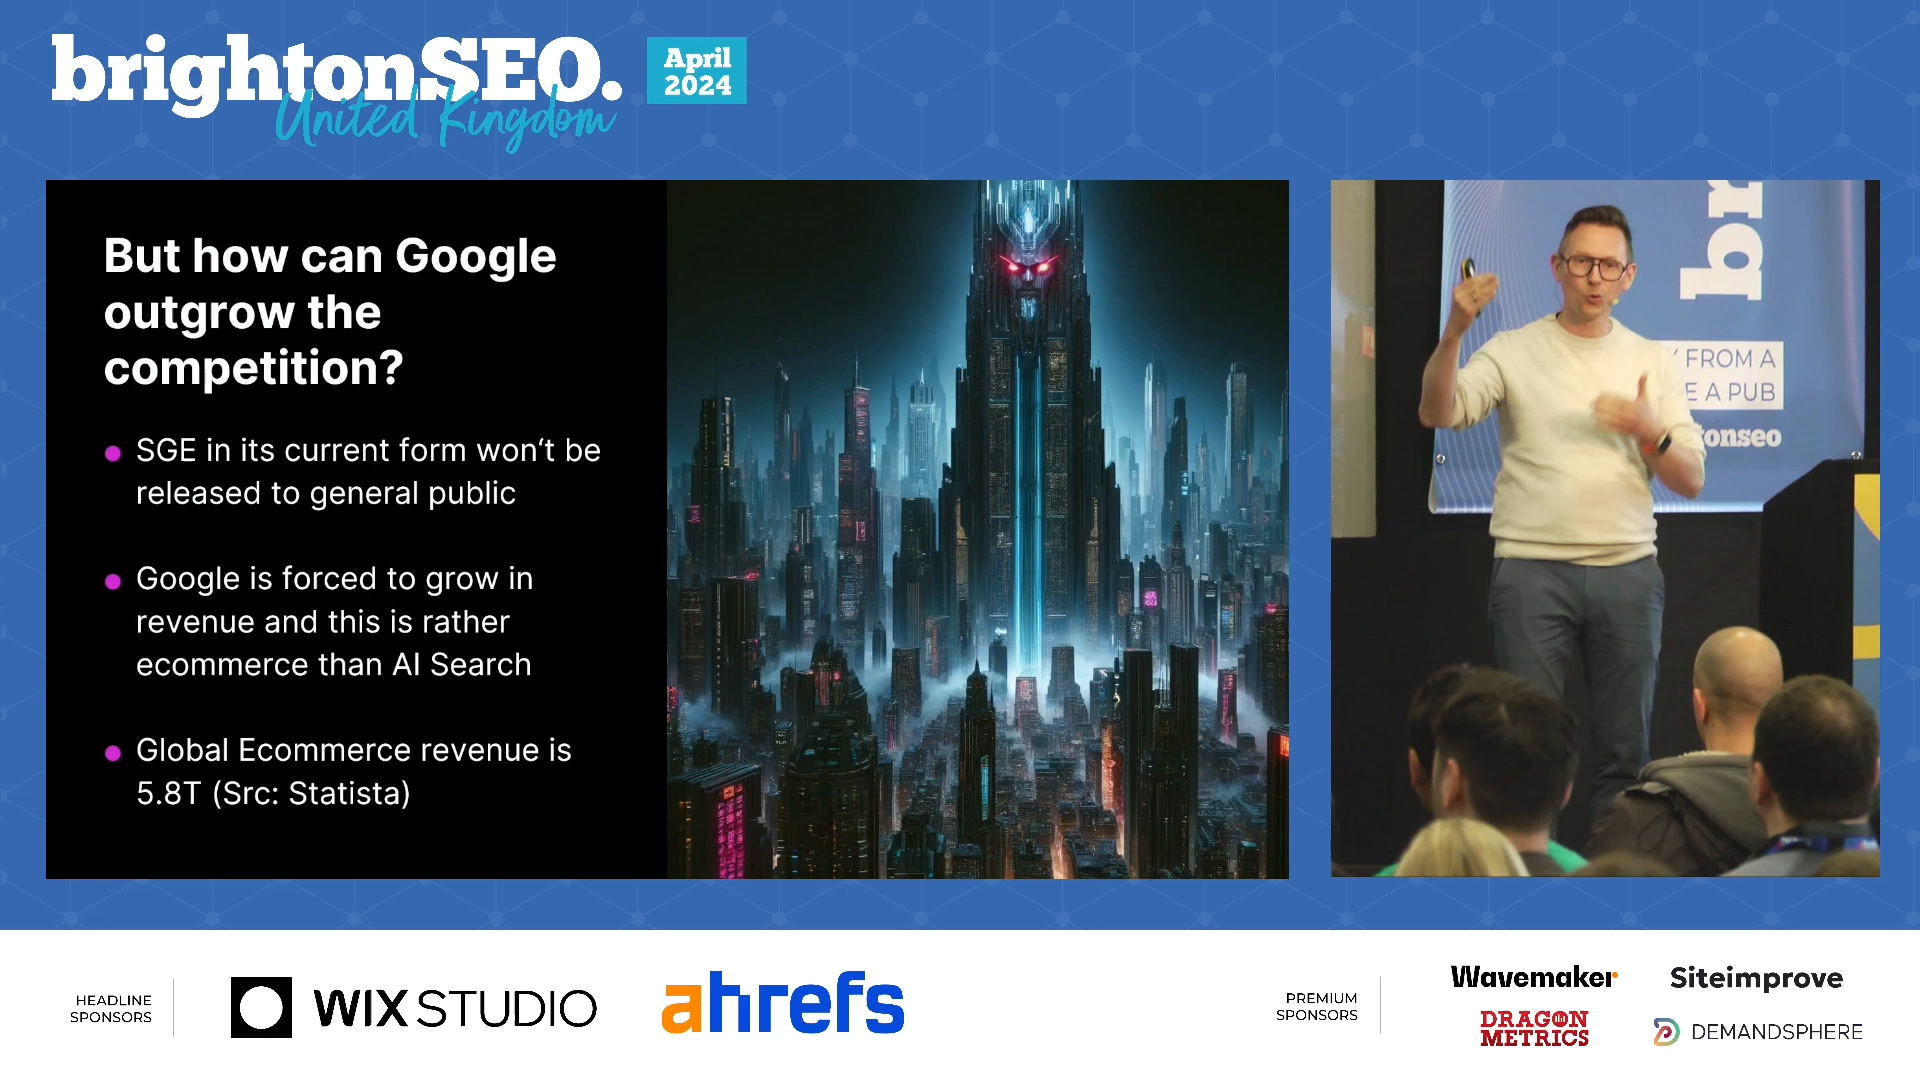 brightonSEO.
United Kingdom
April
2024
But how can Google
outgrow the
competition?
SGE in its current form won‘t be
released to general public
Google is forced to grow in
revenue and this is rather
ecommerce than AI Search
Global Ecommerce revenue is
5.8T (Src: Statista)
br
Y FROM A
E A PUB
tonseo
HEADLINE
SPONSORS
WIX STUDIO
ahrefs
PREMIUM
SPONSORS
Wavemaker
Siteimprove
DRAGON
METRICS
DEMANDSPHERE